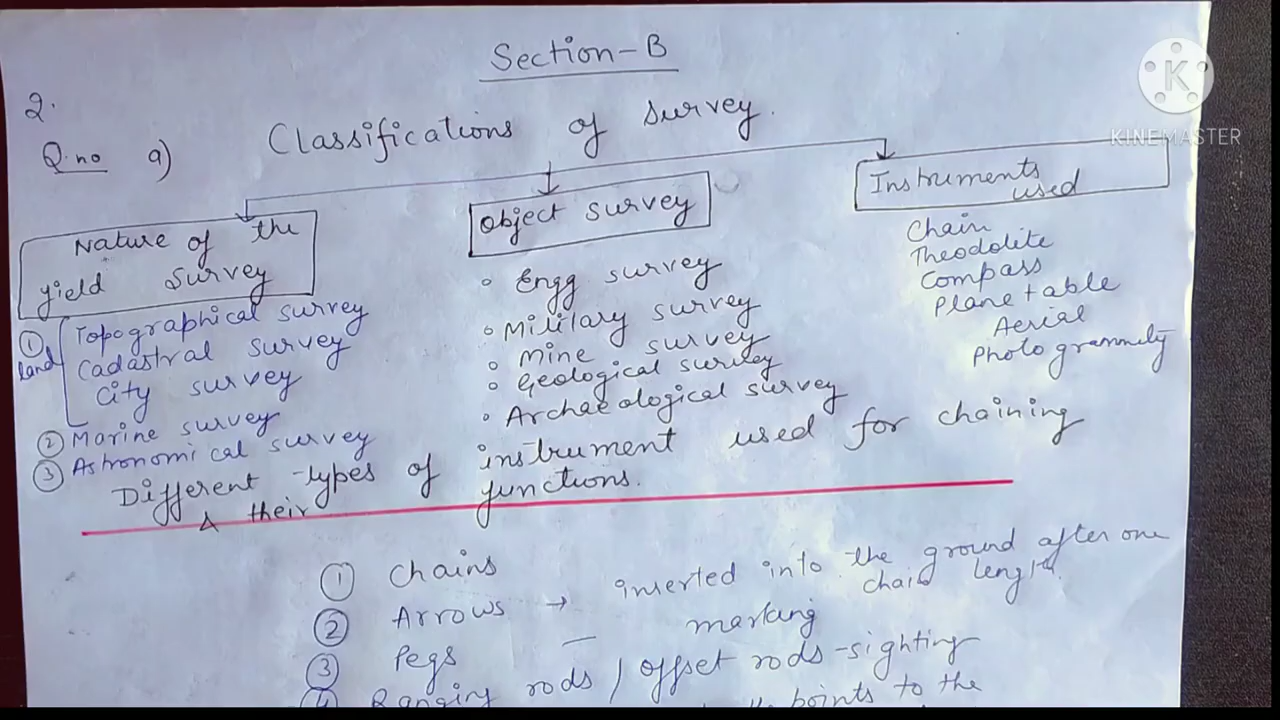 Section-B
2.
Q.no a) Classifications of survey.
Nature of the
yield survey
① land
Topographical survey
Cadastral survey
City survey
② Marine survey
③ Astronomical survey
Object survey
• Engg survey
• Military survey
• Mine survey
• Geological survey
• Archaeological survey
Instruments
used
Chain
Theodolite
Compass
Plane table
Aerial
Photogrammity
Different types of instrument used for chaining
& their functions.
① Chains
② Arrows → inserted into the ground after one
chain length.
③ Pegs — marking
④ Ranging rods / offset rods - sighting
points to the
K
KINEMASTER